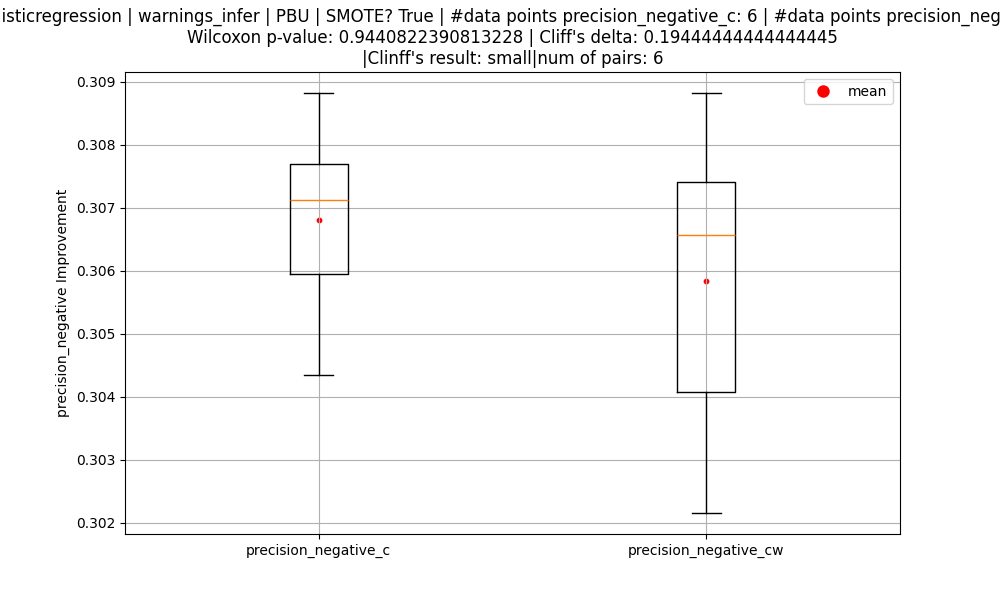 isticregression | warnings_infer | PBU | SMOTE? True | #data points precision_negative_c: 6 | #data points precision_neg
Wilcoxon p-value: 0.9440822390813228 | Cliff's delta: 0.19444444444444445
|Clinff's result: small|num of pairs: 6
mean
0.309
0.308
0.307
0.306
0.305
0.304
0.303
0.302
precision_negative Improvement
precision_negative_c
precision_negative_cw